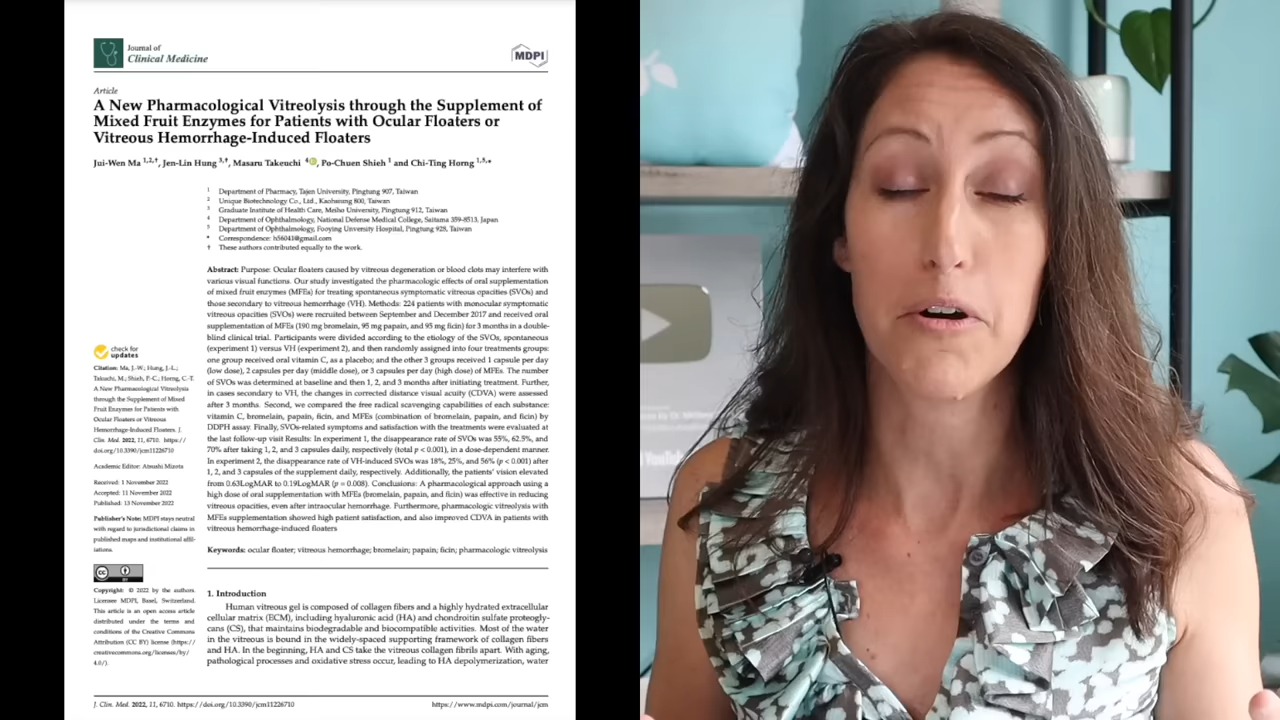 Journal of
Clinical Medicine
MDPI
Article
A New Pharmacological Vitreolysis through the Supplement of
Mixed Fruit Enzymes for Patients with Ocular Floaters or
Vitreous Hemorrhage-Induced Floaters
Jui-Wen Ma 1,2,†, Jen-Lin Hung 3,†, Masaru Takeuchi 4, Po-Chuen Shieh 1 and Chi-Ting Horng 1,5,*
1 Department of Pharmacy, Tajen University, Pingtung 907, Taiwan
2 Unique Biotechnology Co., Ltd., Kaohsiung 800, Taiwan
3 Graduate Institute of Health Care, Meiho University, Pingtung 912, Taiwan
4 Department of Ophthalmology, National Defense Medical College, Saitama 359-8513, Japan
5 Department of Ophthalmology, Fooying Unversity Hospital, Pingtung 928, Taiwan
* Correspondence: h56041@gmail.com
† These authors contributed equally to the work.
Abstract: Purpose: Ocular floaters caused by vitreous degeneration or blood clots may interfere with
various visual functions. Our study investigated the pharmacologic effects of oral supplementation
of mixed fruit enzymes (MFEs) for treating spontaneous symptomatic vitreous opacities (SVOs) and
those secondary to vitreous hemorrhage (VH). Methods: 224 patients with monocular symptomatic
vitreous opacities (SVOs) were recruited between September and December 2017 and received oral
supplementation of MFEs (190 mg bromelain, 95 mg papain, and 95 mg ficin) for 3 months in a double-
blind clinical trial. Participants were divided according to the etiology of the SVOs, spontaneous
(experiment 1) versus VH (experiment 2), and then randomly assigned into four treatments groups:
one group received oral vitamin C, as a placebo; and the other 3 groups received 1 capsule per day
(low dose), 2 capsules per day (middle dose), or 3 capsules per day (high dose) of MFEs. The number
of SVOs was determined at baseline and then 1, 2, and 3 months after initiating treatment. Further,
in cases secondary to VH, the changes in corrected distance visual acuity (CDVA) were assessed
after 3 months. Second, we compared the free radical scavenging capabilities of each substance:
vitamin C, bromelain, papain, ficin, and MFEs (combination of bromelain, papain, and ficin) by
DDPH assay. Finally, SVOs-related symptoms and satisfaction with the treatments were evaluated at
the last follow-up visit Results: In experiment 1, the disappearance rate of SVOs was 55%, 62.5%, and
70% after taking 1, 2, and 3 capsules daily, respectively (total p < 0.001), in a dose-dependent manner.
In experiment 2, the disappearance rate of VH-induced SVOs was 18%, 25%, and 56% (p < 0.001) after
1, 2, and 3 capsules of the supplement daily, respectively. Additionally, the patients' vision elevated
from 0.63LogMAR to 0.19LogMAR (p = 0.008). Conclusions: A pharmacological approach using a
high dose of oral supplementation with MFEs (bromelain, papain, and ficin) was effective in reducing
vitreous opacities, even after intraocular hemorrhage. Furthermore, pharmacologic vitreolysis with
MFEs supplementation showed high patient satisfaction, and also improved CDVA in patients with
vitreous hemorrhage-induced floaters
Keywords: ocular floater; vitreous hemorrhage; bromelain; papain; ficin; pharmacologic vitreolysis
check for
updates
Citation: Ma, J.-W.; Hung, J.-L.;
Takeuchi, M.; Shieh, P.-C.; Horng, C.-T.
A New Pharmacological Vitreolysis
through the Supplement of Mixed
Fruit Enzymes for Patients with
Ocular Floaters or Vitreous
Hemorrhage-Induced Floaters. J.
Clin. Med. 2022, 11, 6710. https://
doi.org/10.3390/jcm11226710
Academic Editor: Atsushi Mizota
Received: 1 November 2022
Accepted: 11 November 2022
Published: 13 November 2022
Publisher's Note: MDPI stays neutral
with regard to jurisdictional claims in
published maps and institutional affil-
iations.
CC BY
Copyright: © 2022 by the authors.
Licensee MDPI, Basel, Switzerland.
This article is an open access article
distributed under the terms and
conditions of the Creative Commons
Attribution (CC BY) license (https://
creativecommons.org/licenses/by/
4.0/).
1. Introduction
Human vitreous gel is composed of collagen fibers and a highly hydrated extracellular
cellular matrix (ECM), including hyaluronic acid (HA) and chondroitin sulfate proteogly-
cans (CS), that maintains biodegradable and biocompatible activities. Most of the water
in the vitreous is bound in the widely-spaced supporting framework of collagen fibers
and HA. In the beginning, HA and CS take the vitreous collagen fibrils apart. With aging,
pathological processes and oxidative stress occur, leading to HA depolymerization, water
J. Clin. Med. 2022, 11, 6710. https://doi.org/10.3390/jcm11226710
https://www.mdpi.com/journal/jcm